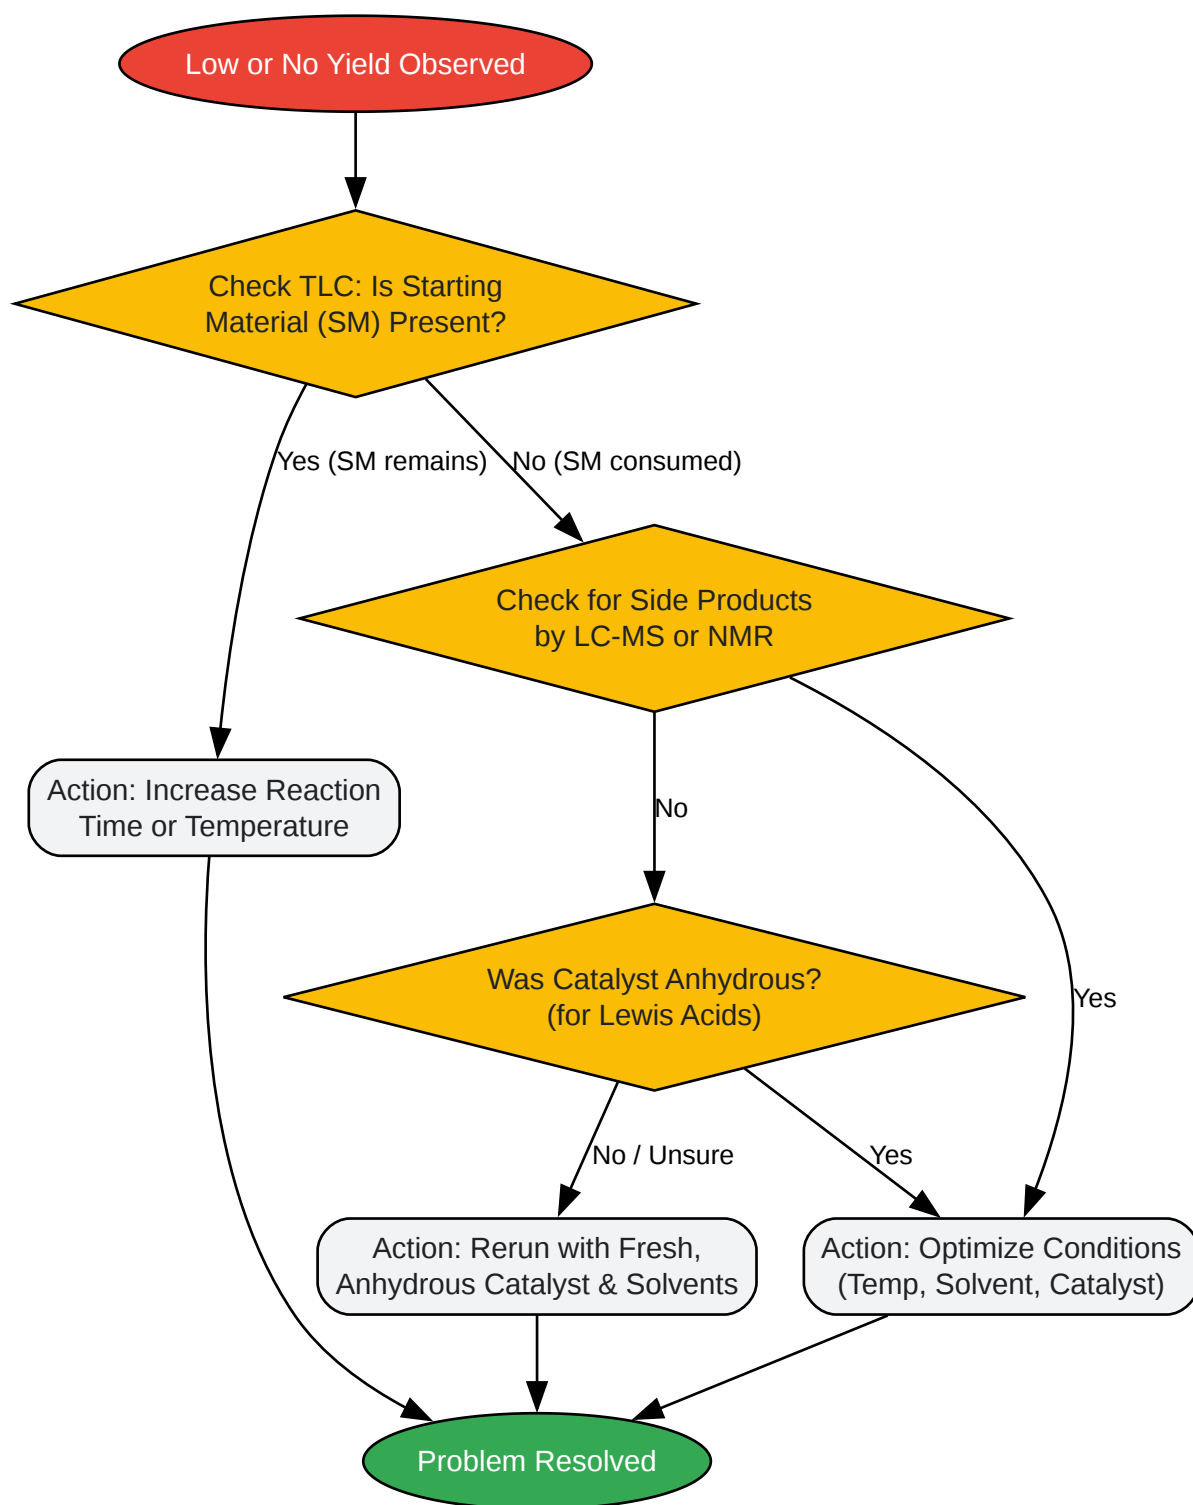 Low or No Yield Observed
Check TLC: Is Starting
Material (SM) Present?
Yes (SM remains)
No (SM consumed)
Check for Side Products
by LC-MS or NMR
Action: Increase Reaction
Time or Temperature
No
Was Catalyst Anhydrous?
(for Lewis Acids)
Yes
No / Unsure
Yes
Action: Rerun with Fresh,
Anhydrous Catalyst & Solvents
Action: Optimize Conditions
(Temp, Solvent, Catalyst)
Problem Resolved